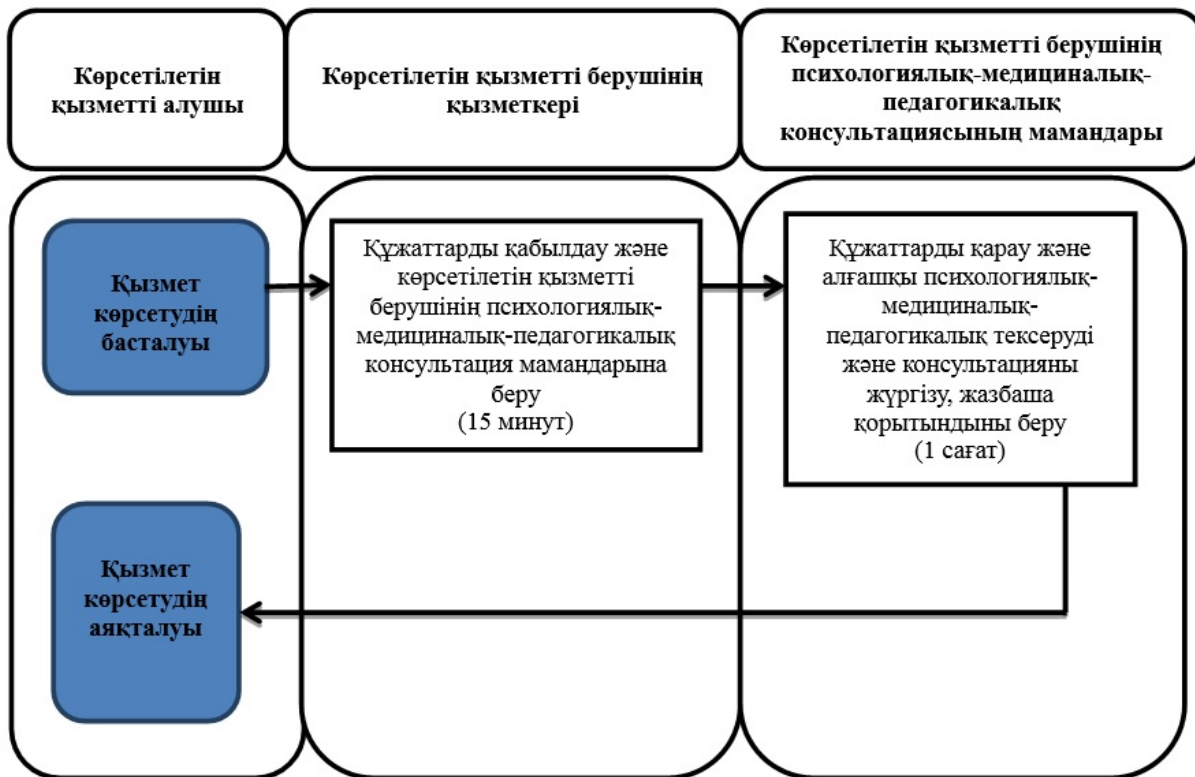 Көрсетілетін
қызметті алушы
Көрсетілетін қызметті берушінің
қызметкері
Көрсетілетін қызметті берушінің
психологиялық-медициналық-
педагогикалық
консультациясының мамандары
Қызмет
көрсетудің
басталуы
Құжаттарды қабылдау және
көрсетілетін қызметті
берушінің психологиялық-
медициналық-педагогикалық
консультация мамандарына
беру
(15 минут)
Құжаттарды қарау және
алғашқы психологиялық-
медициналық-
педагогикалық тексеруді
және консультацияны
жүргізу, жазбаша
қорытындыны беру
(1 сағат)
Қызмет
көрсетудің
аяқталуы